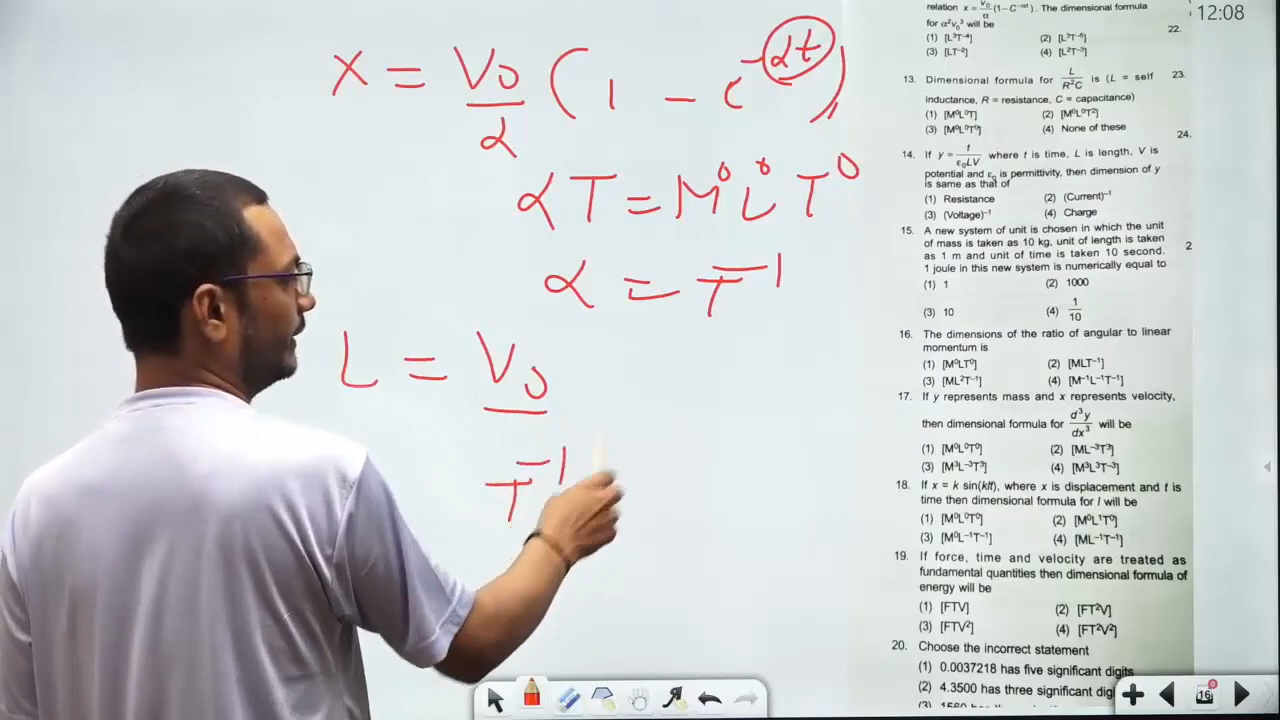 x = V₀/α (1 - e^-αt)
αT = M⁰L⁰T⁰
α = T⁻¹
L = V₀/T⁻¹
12:08
relation x = V₀/α (1 – C^-αt). The dimensional formula
for α²v₀³ will be
(1) [L³T⁻⁴] (2) [L³T⁻⁵]
(3) [LT⁻²] (4) [L²T⁻³]
13. Dimensional formula for L/R²C is (L = self
inductance, R = resistance, C = capacitance)
(1) [M⁰L⁰T] (2) [M⁰L⁰T²]
(3) [M⁰L⁰T⁰] (4) None of these
14. If y = t/ε₀LV where t is time, L is length, V is
potential and ε₀ is permittivity, then dimension of y
is same as that of
(1) Resistance (2) (Current)⁻¹
(3) (Voltage)⁻¹ (4) Charge
15. A new system of unit is chosen in which the unit
of mass is taken as 10 kg, unit of length is taken
as 1 m and unit of time is taken 10 second.
1 joule in this new system is numerically equal to
(1) 1 (2) 1000
(3) 10 (4) 1/10
16. The dimensions of the ratio of angular to linear
momentum is
(1) [M⁰LT⁰] (2) [MLT⁻¹]
(3) [ML²T⁻¹] (4) [M⁻¹L⁻¹T⁻¹]
17. If y represents mass and x represents velocity,
then dimensional formula for d³y/dx³ will be
(1) [M⁰L⁰T⁰] (2) [ML⁻³T³]
(3) [M³L⁻³T³] (4) [M³L³T⁻³]
18. If x = k sin(klt), where x is displacement and t is
time then dimensional formula for l will be
(1) [M⁰L⁰T⁰] (2) [M⁰L¹T⁰]
(3) [M⁰L⁻¹T⁻¹] (4) [ML⁻¹T⁻¹]
19. If force, time and velocity are treated as
fundamental quantities then dimensional formula of
energy will be
(1) [FTV] (2) [FT²V]
(3) [FTV²] (4) [FT²V²]
20. Choose the incorrect statement
(1) 0.0037218 has five significant digits
(2) 4.3500 has three significant dig
22.
23.
24.
2
16